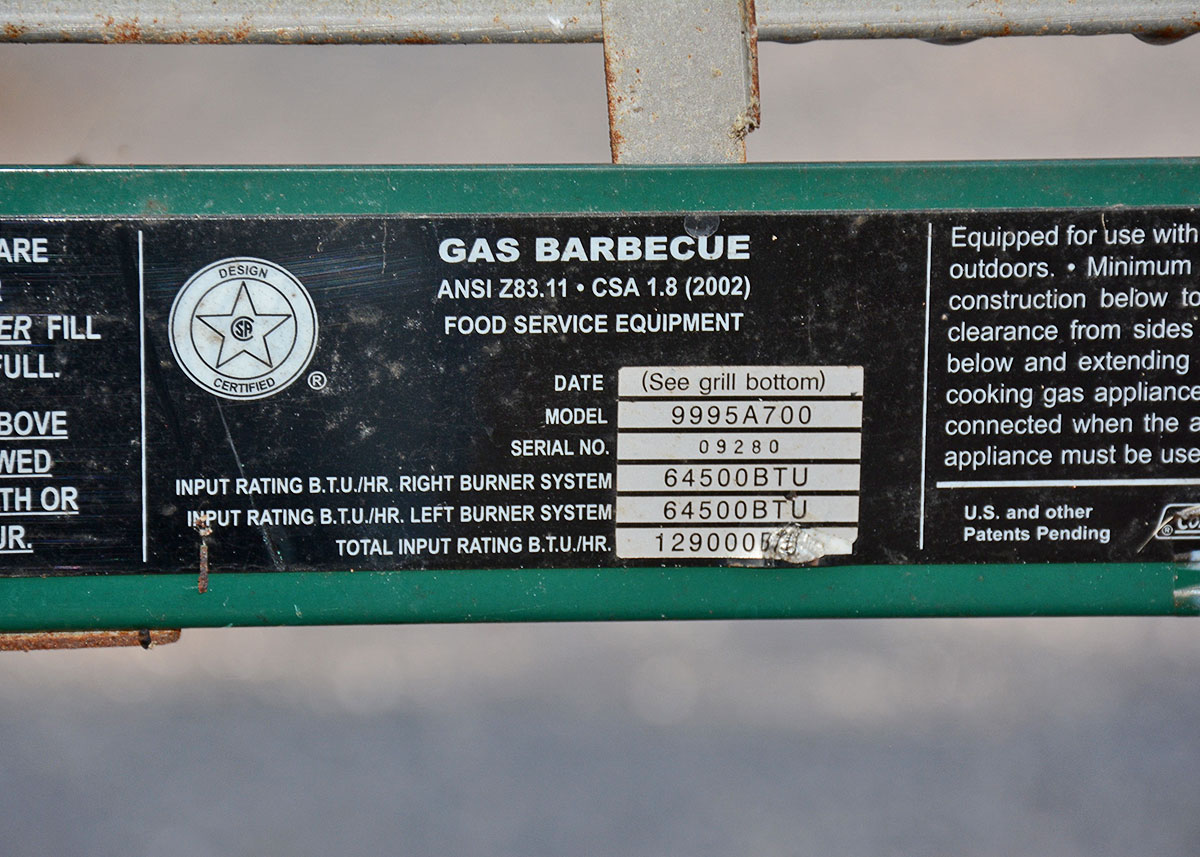 ARE
ER FILL
FULL.
BOVE
WED
TH OR
UR.
DESIGN
SA
CERTIFIED
®
GAS BARBECUE
ANSI Z83.11 • CSA 1.8 (2002)
FOOD SERVICE EQUIPMENT
DATE (See grill bottom)
MODEL 9995A700
SERIAL NO. 09280
INPUT RATING B.T.U./HR. RIGHT BURNER SYSTEM 64500BTU
INPUT RATING B.T.U./HR. LEFT BURNER SYSTEM 64500BTU
TOTAL INPUT RATING B.T.U./HR. 129000
Equipped for use with
outdoors. • Minimum
construction below to
clearance from sides
below and extending
cooking gas appliance
connected when the a
appliance must be use
U.S. and other
Patents Pending
®